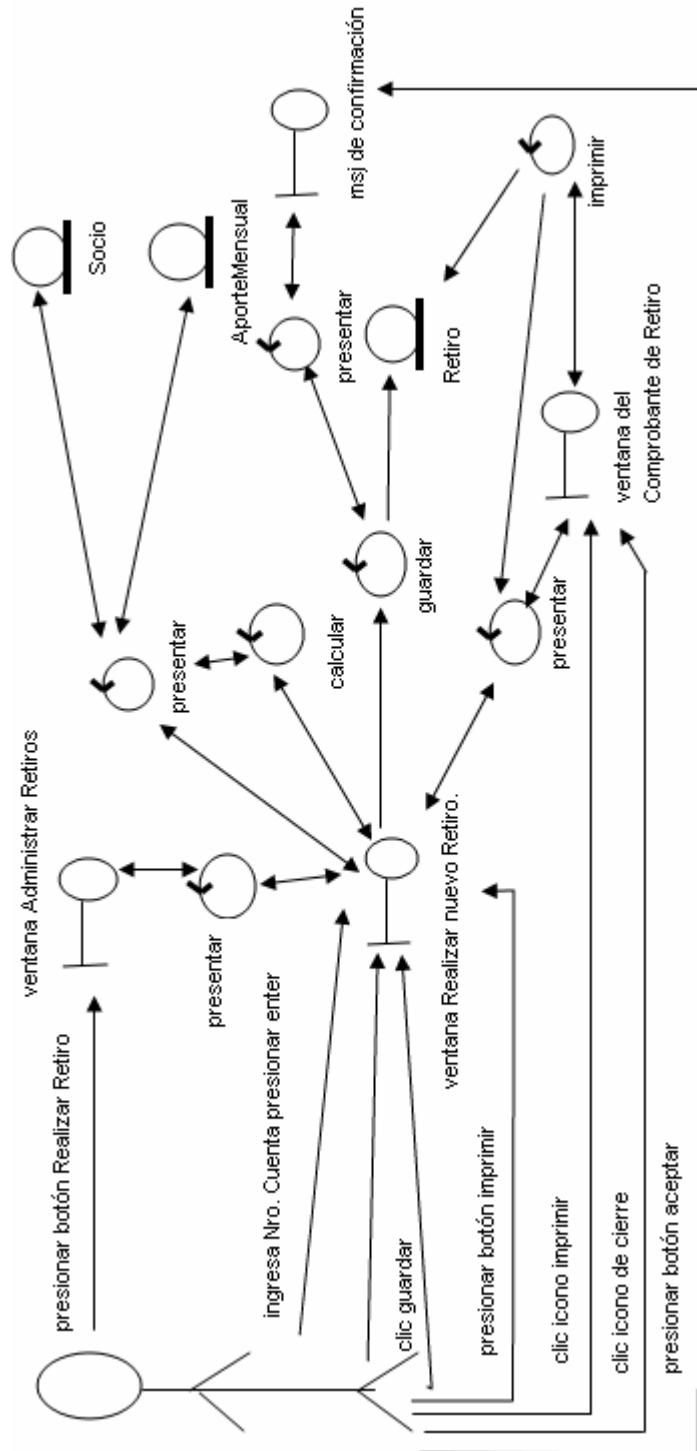 presionar botón Realizar Retiro
ventana Administrar Retiros
presentar
ingresa Nro. Cuenta presionar enter
clic guardar
ventana Realizar nuevo Retiro.
presionar botón imprimir
clic icono imprimir
clic icono de cierre
presionar botón aceptar
presentar
calcular
guardar
presentar
Socio
AporteMensual
presentar
msj de confirmación
Retiro
imprimir
ventana del
Comprobante de Retiro